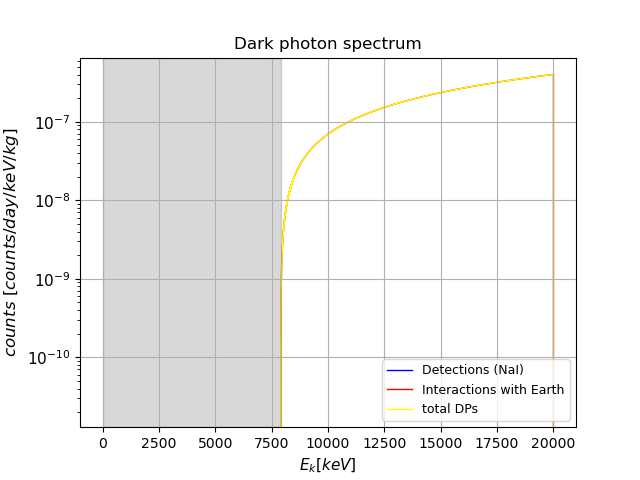 Dark photon spectrum
counts [counts/day/keV/kg]
10⁻⁷
10⁻⁸
10⁻⁹
10⁻¹⁰
Detections (NaI)
Interactions with Earth
total DPs
0 2500 5000 7500 10000 12500 15000 17500 20000
Eₖ[keV]